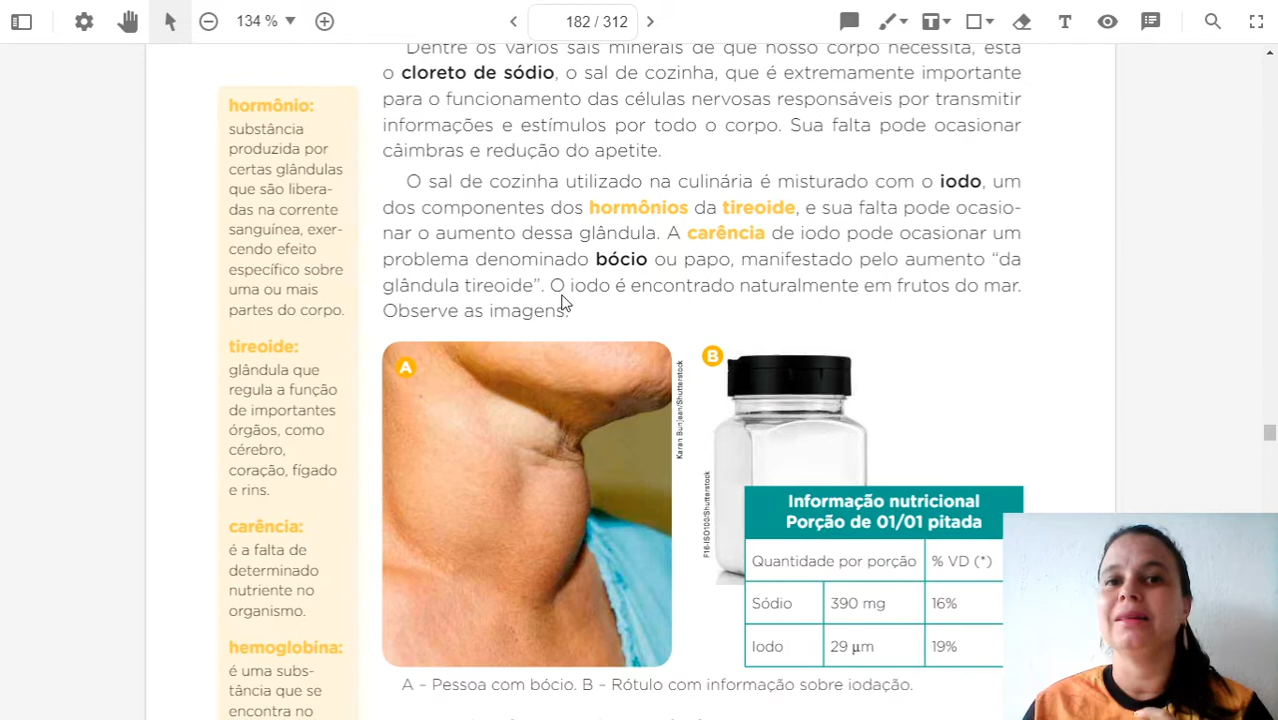 134 %
182 / 312
Dentre os vários sais minerais de que nosso corpo necessita, está
o cloreto de sódio, o sal de cozinha, que é extremamente importante
para o funcionamento das células nervosas responsáveis por transmitir
informações e estímulos por todo o corpo. Sua falta pode ocasionar
câimbras e redução do apetite.
O sal de cozinha utilizado na culinária é misturado com o iodo, um
dos componentes dos hormônios da tireoide, e sua falta pode ocasio-
nar o aumento dessa glândula. A carência de iodo pode ocasionar um
problema denominado bócio ou papo, manifestado pelo aumento “da
glândula tireoide”. O iodo é encontrado naturalmente em frutos do mar.
Observe as imagens:
hormônio:
substância
produzida por
certas glândulas
que são libera-
das na corrente
sanguínea, exer-
cendo efeito
específico sobre
uma ou mais
partes do corpo.
tireoide:
glândula que
regula a função
de importantes
órgãos, como
cérebro,
coração, fígado
e rins.
carência:
é a falta de
determinado
nutriente no
organismo.
hemoglobina:
é uma subs-
tância que se
encontra no
A
Karan Bunjean/Shutterstock
B
F16-ISO100/Shutterstock
Informação nutricional
Porção de 01/01 pitada
Quantidade por porção % VD (*)
Sódio 390 mg 16%
Iodo 29 µm 19%
A – Pessoa com bócio. B – Rótulo com informação sobre iodação.